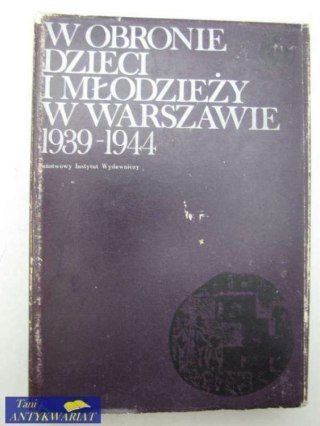 W OBRONIE
DZIECI
I MŁODZIEŻY
W WARSZAWIE
1939-1944
Państwowy Instytut Wydawniczy
Tani
ANTYKWARIAT